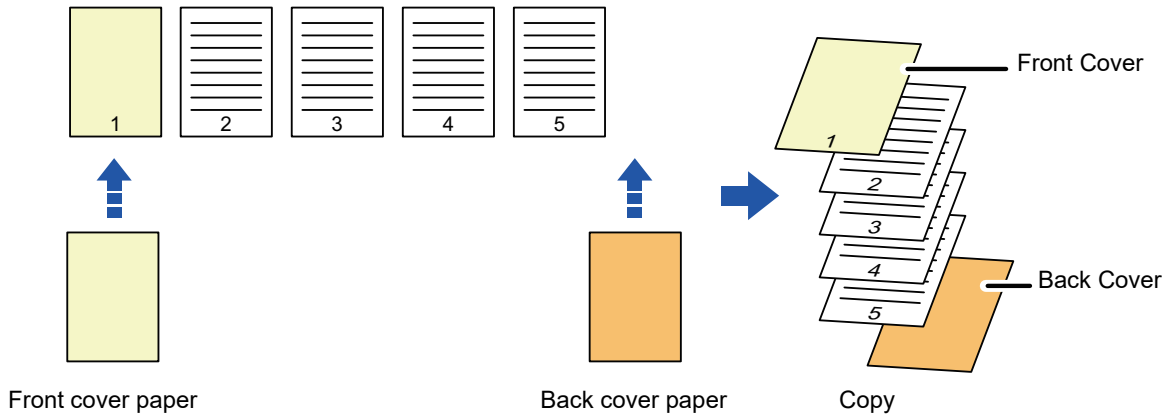 1 2 3 4 5
Front cover paper
Back cover paper
Front Cover
1
2
3
4
5
Back Cover
Copy